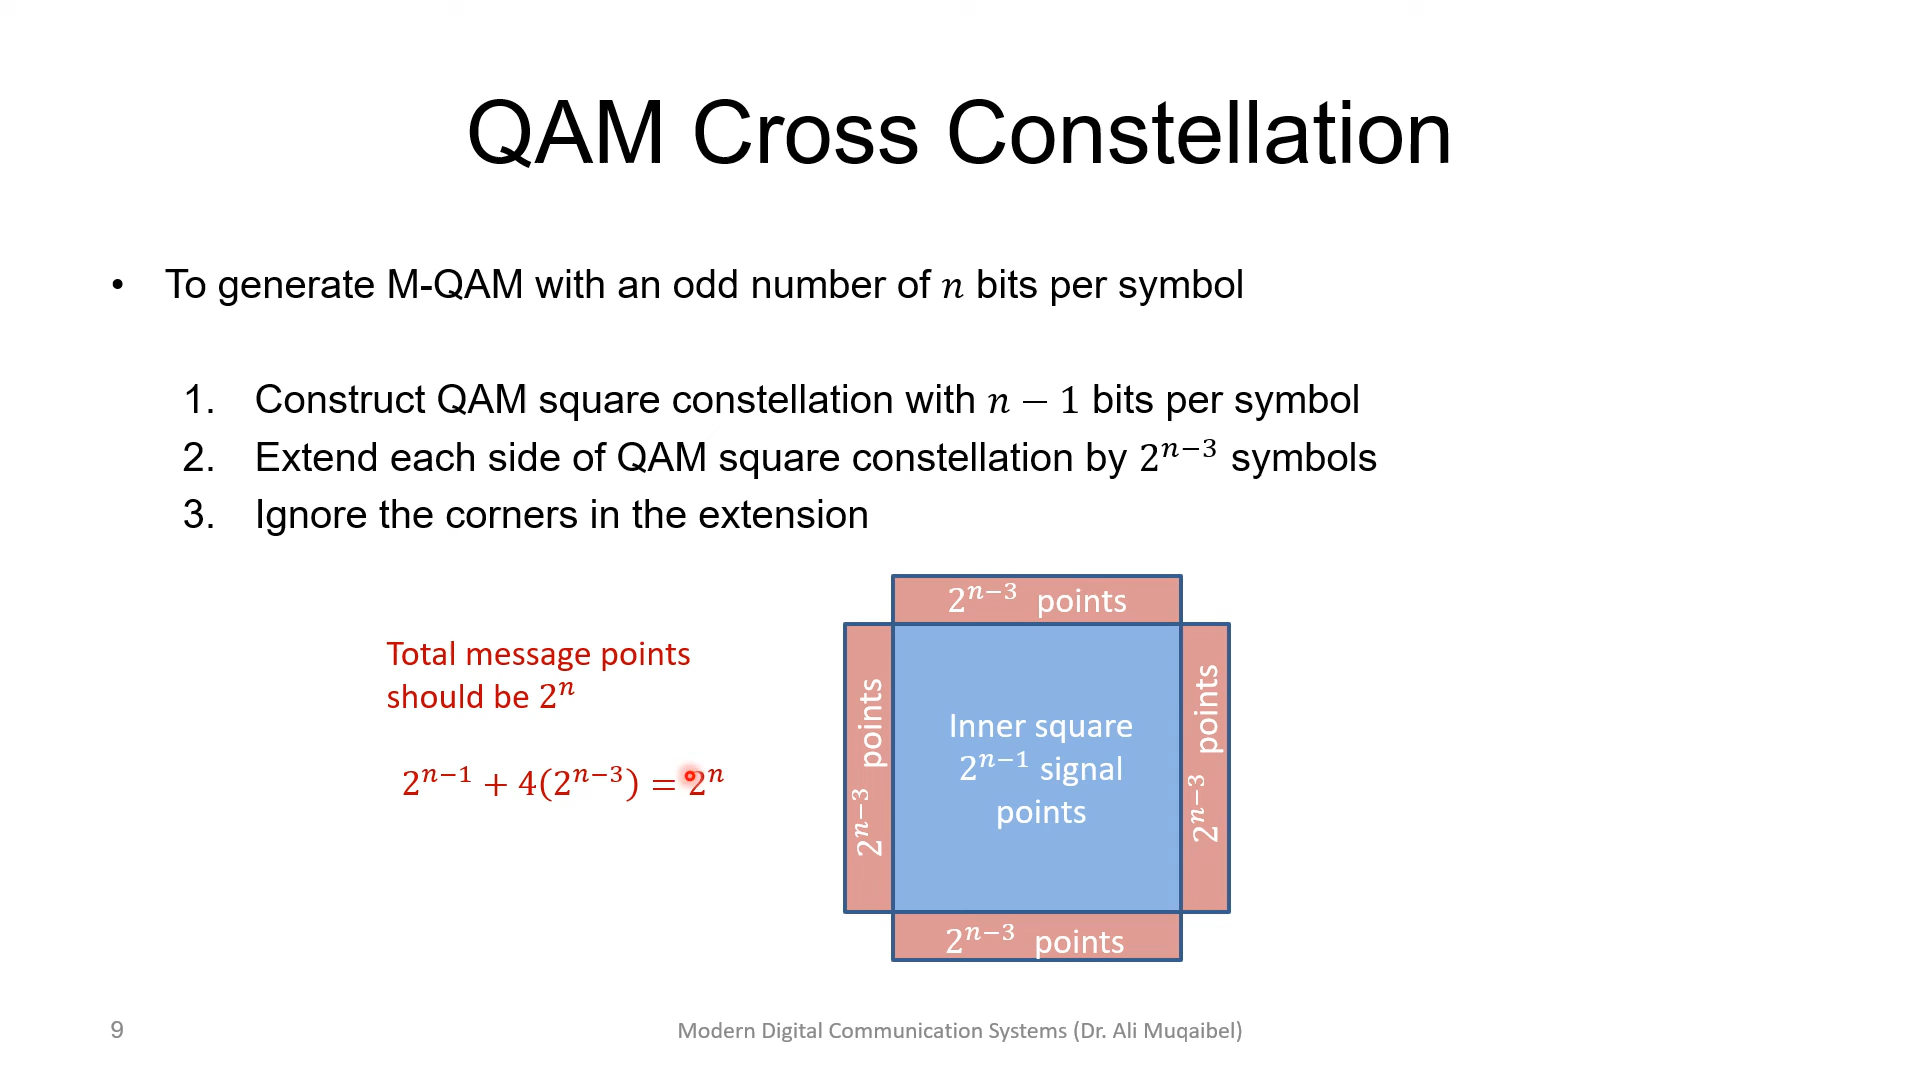 QAM Cross Constellation
• To generate M-QAM with an odd number of 𝑛 bits per symbol
1. Construct QAM square constellation with 𝑛 − 1 bits per symbol
2. Extend each side of QAM square constellation by 2^{𝑛−3} symbols
3. Ignore the corners in the extension
Total message points
should be 2^{𝑛}
2^{𝑛−1} + 4(2^{𝑛−3}) = 2^{𝑛}
2^{𝑛−3} points
2^{𝑛−3} points
Inner square
2^{𝑛−1} signal
points
2^{𝑛−3} points
2^{𝑛−3} points
9
Modern Digital Communication Systems (Dr. Ali Muqaibel)